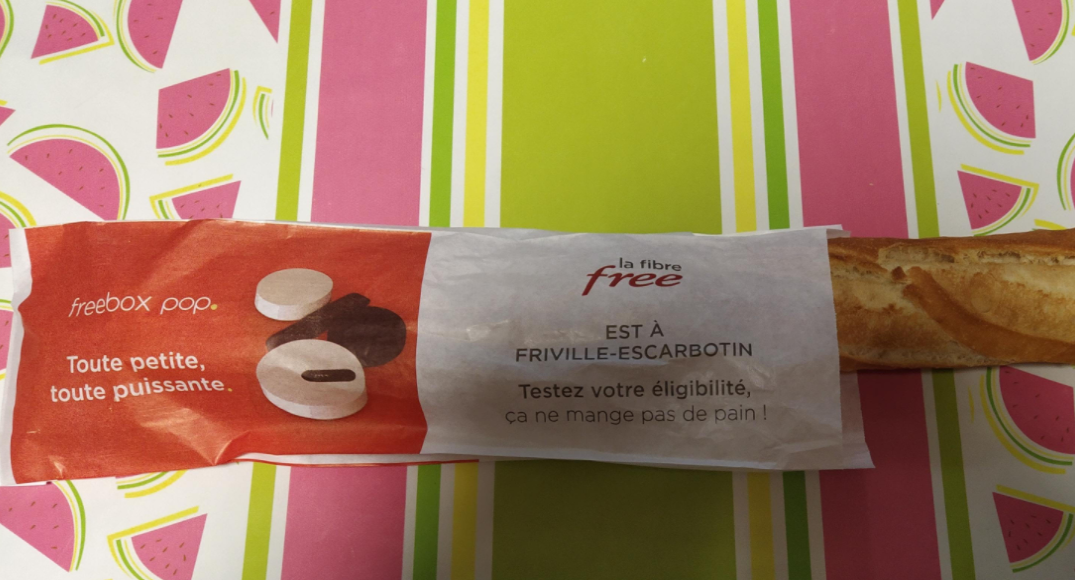 freebox pop.
Toute petite,
toute puissante.
la fibre
free
EST À
FRIVILLE-ESCARBOTIN
Testez votre éligibilité,
ça ne mange pas de pain !